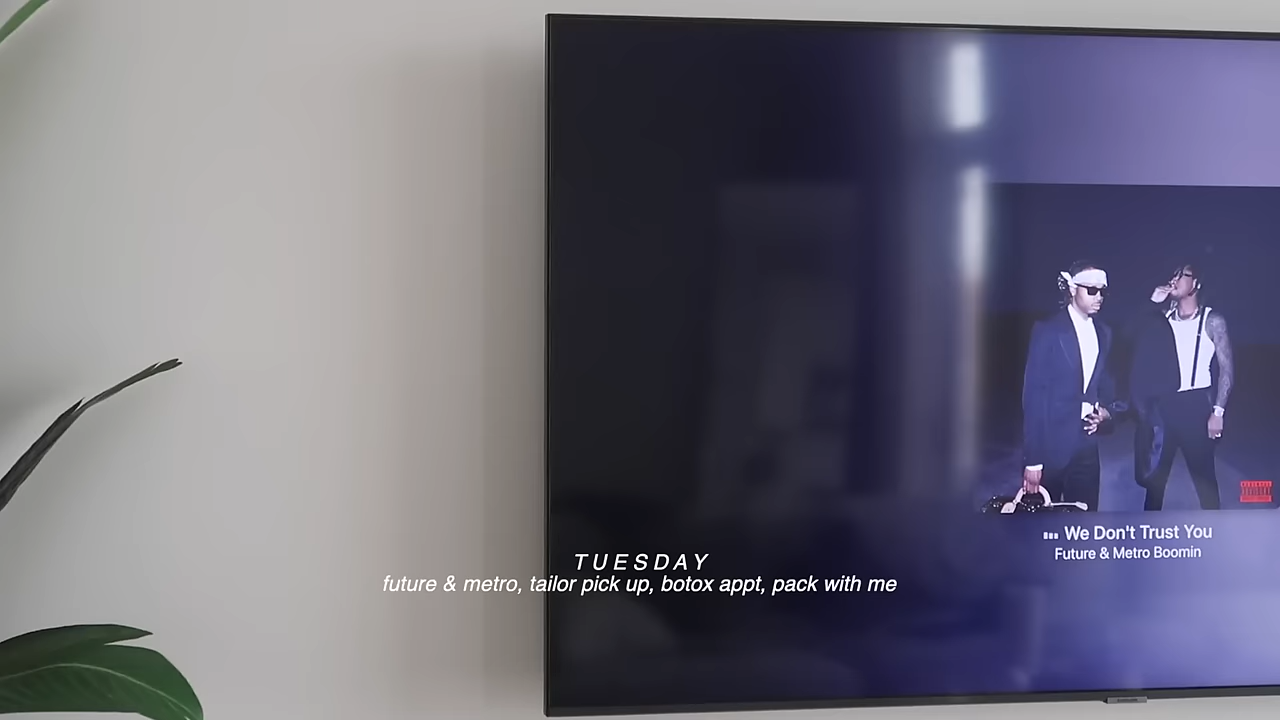 We Don't Trust You
Future & Metro Boomin
TUESDAY
future & metro, tailor pick up, botox appt, pack with me